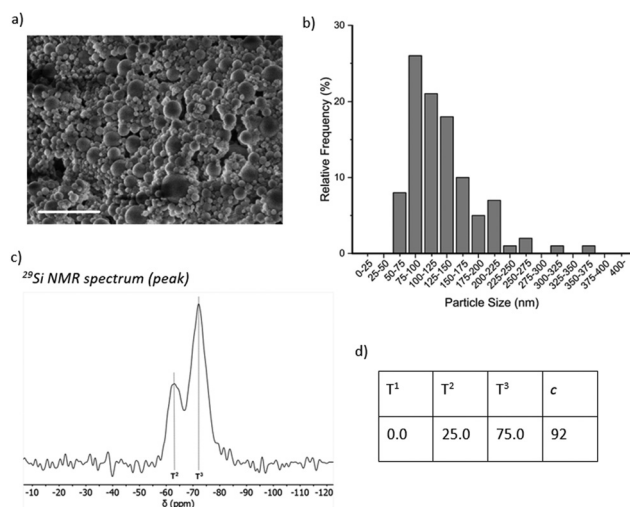 a)
b)
Relative Frequency (%)
30
20
10
0
0-25
25-50
50-75
75-100
100-125
125-150
150-175
175-200
200-225
225-250
250-275
275-300
300-325
325-350
350-375
375-400
400-
Particle Size (nm)
c)
²⁹Si NMR spectrum (peak)
T²
T³
-10 -20 -30 -40 -50 -60 -70 -80 -90 -100 -110 -120
δ (ppm)
d)
T¹ T² T³ c
0.0 25.0 75.0 92